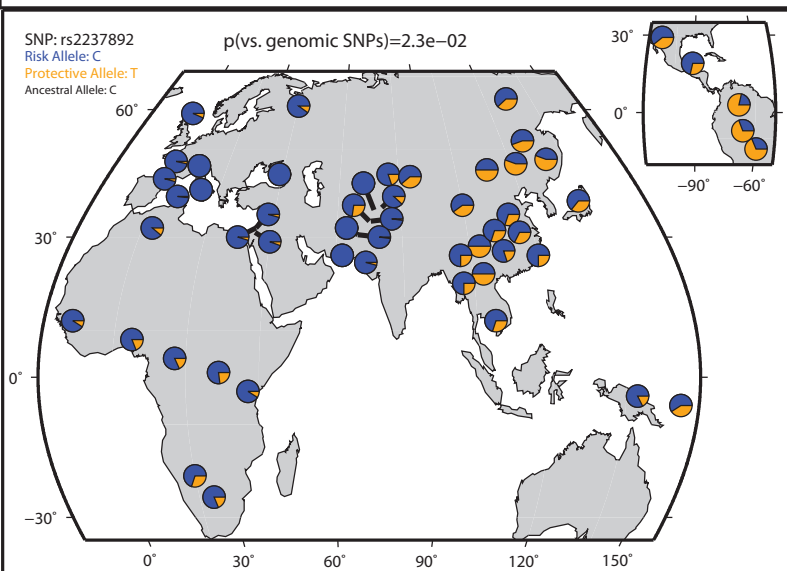 SNP: rs2237892
p(vs. genomic SNPs)=2.3e−02
Risk Allele: C
Protective Allele: T
Ancestral Allele: C
30˚
0˚
−90˚ −60˚
60˚
30˚
0˚
−30˚
0˚ 30˚ 60˚ 90˚ 120˚ 150˚